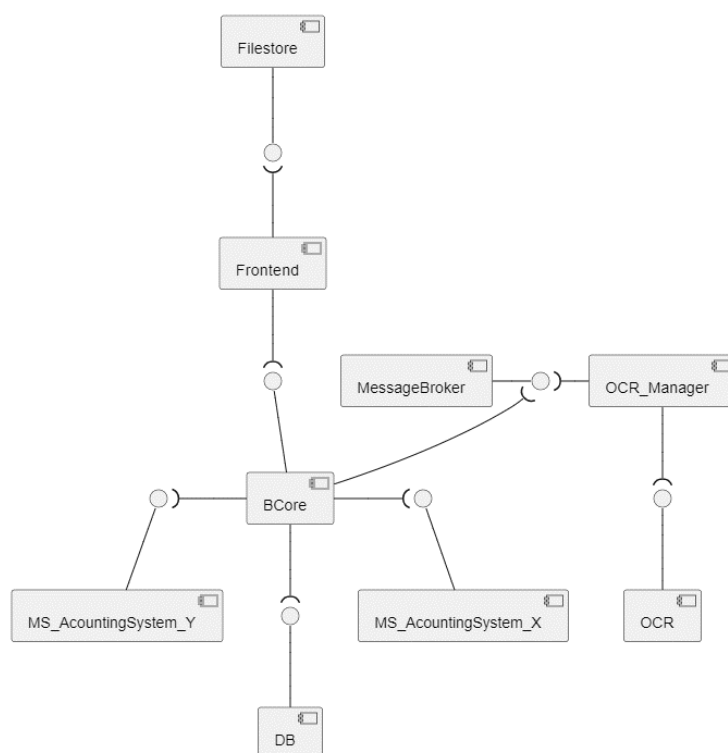 Filestore
Frontend
MessageBroker
OCR_Manager
BCore
MS_AcountingSystem_Y
MS_AcountingSystem_X
OCR
DB